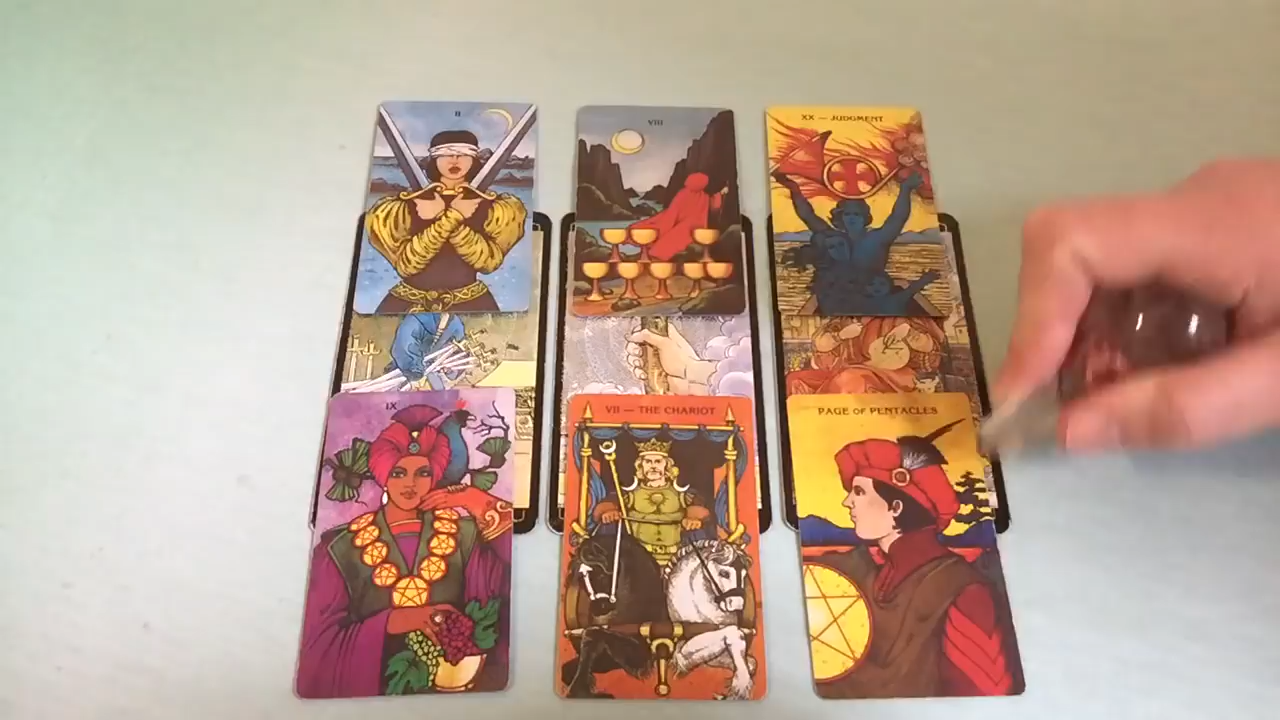 II
VIII
XX — JUDGMENT
IX
VII — THE CHARIOT
PAGE OF PENTACLES